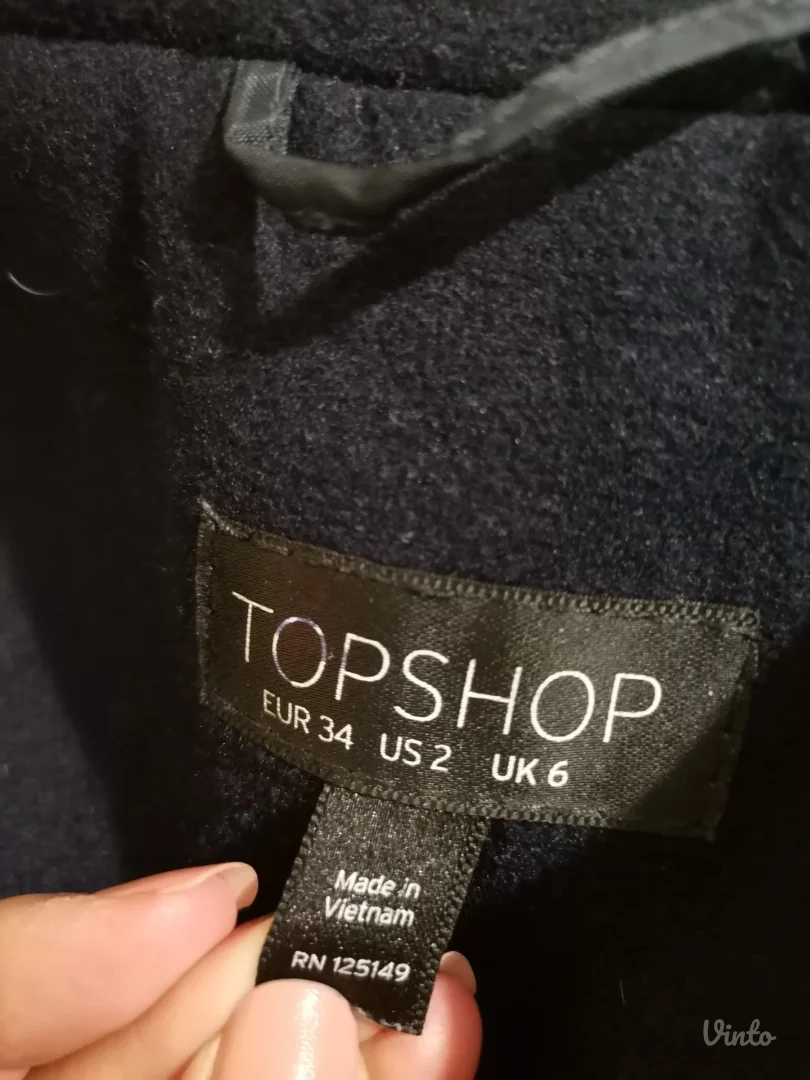 TOPSHOP
EUR 34 US 2 UK 6
Made in
Vietnam
RN 125149
Vinto